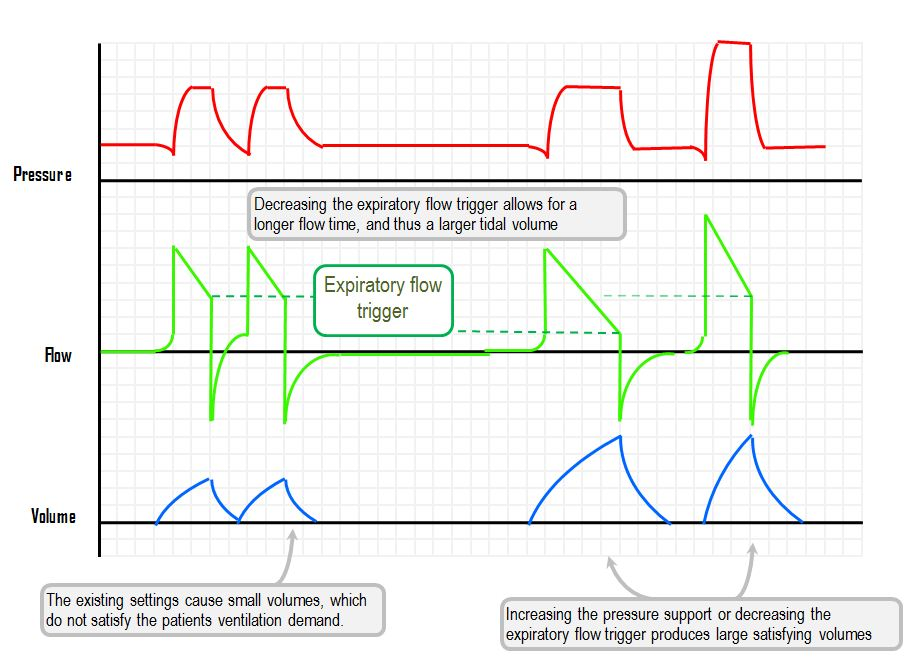 Pressure
Decreasing the expiratory flow trigger allows for a
longer flow time, and thus a larger tidal volume
Expiratory flow
trigger
flow
Volume
The existing settings cause small volumes, which
do not satisfy the patients ventilation demand.
Increasing the pressure support or decreasing the
expiratory flow trigger produces large satisfying volumes